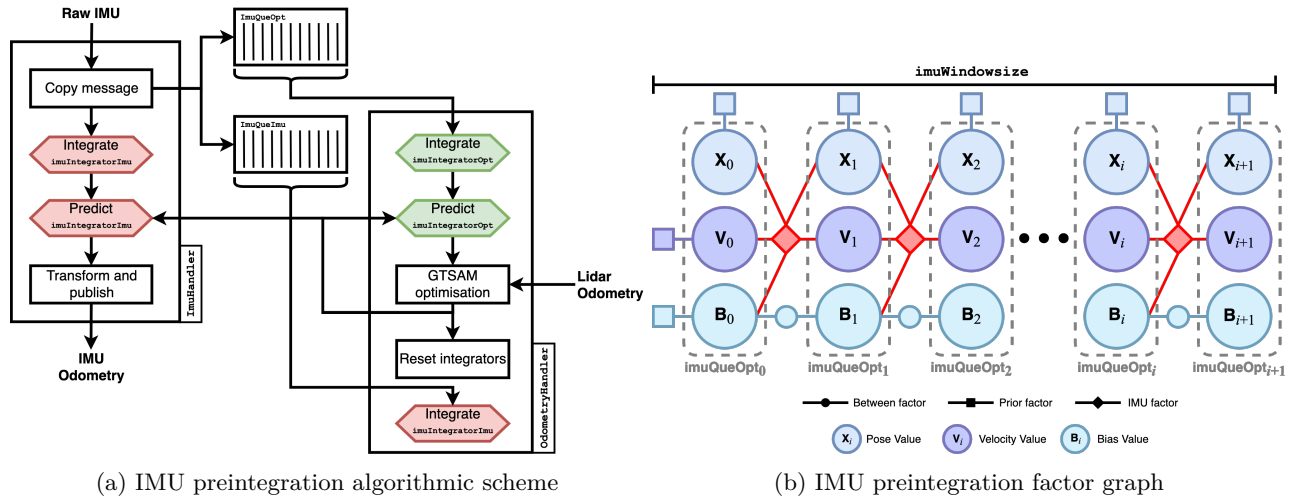 Raw IMU
ImuQueOpt
Copy message
ImuQueImu
Integrate
imuIntegratorImu
Predict
imuIntegratorImu
Transform and
publish
ImuHandler
IMU
Odometry
Integrate
imuIntegratorOpt
Predict
imuIntegratorOpt
GTSAM
optimisation
Lidar
Odometry
Reset integrators
Integrate
imuIntegratorImu
OdometryHandler
(a) IMU preintegration algorithmic scheme
imuWindowsize
X0 X1 X2 Xi Xi+1
V0 V1 V2 Vi Vi+1
B0 B1 B2 Bi Bi+1
imuQueOpt0 imuQueOpt1 imuQueOpt2 imuQueOpti imuQueOpti+1
Between factor Prior factor IMU factor
Xi Pose Value Vi Velocity Value Bi Bias Value
(b) IMU preintegration factor graph